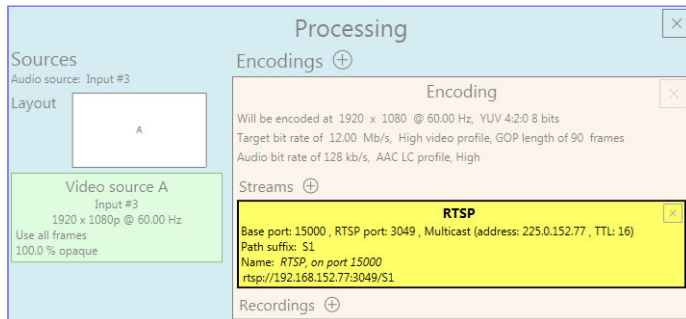 Processing
Sources
Audio source: Input #3
Layout
A
Video source A
Input #3
1920 x 1080p @ 60.00 Hz
Use all frames
100.0 % opaque
Encodings
Encoding
Will be encoded at 1920 x 1080 @ 60.00 Hz, YUV 4:2:0 8 bits
Target bit rate of 12.00 Mb/s, High video profile, GOP length of 90 frames
Audio bit rate of 128 kb/s, AAC LC profile, High
Streams
RTSP
Base port: 15000 , RTSP port: 3049 , Multicast (address: 225.0.152.77 , TTL: 16)
Path suffix: S1
Name: RTSP, on port 15000
rtsp://192.168.152.77:3049/S1
Recordings